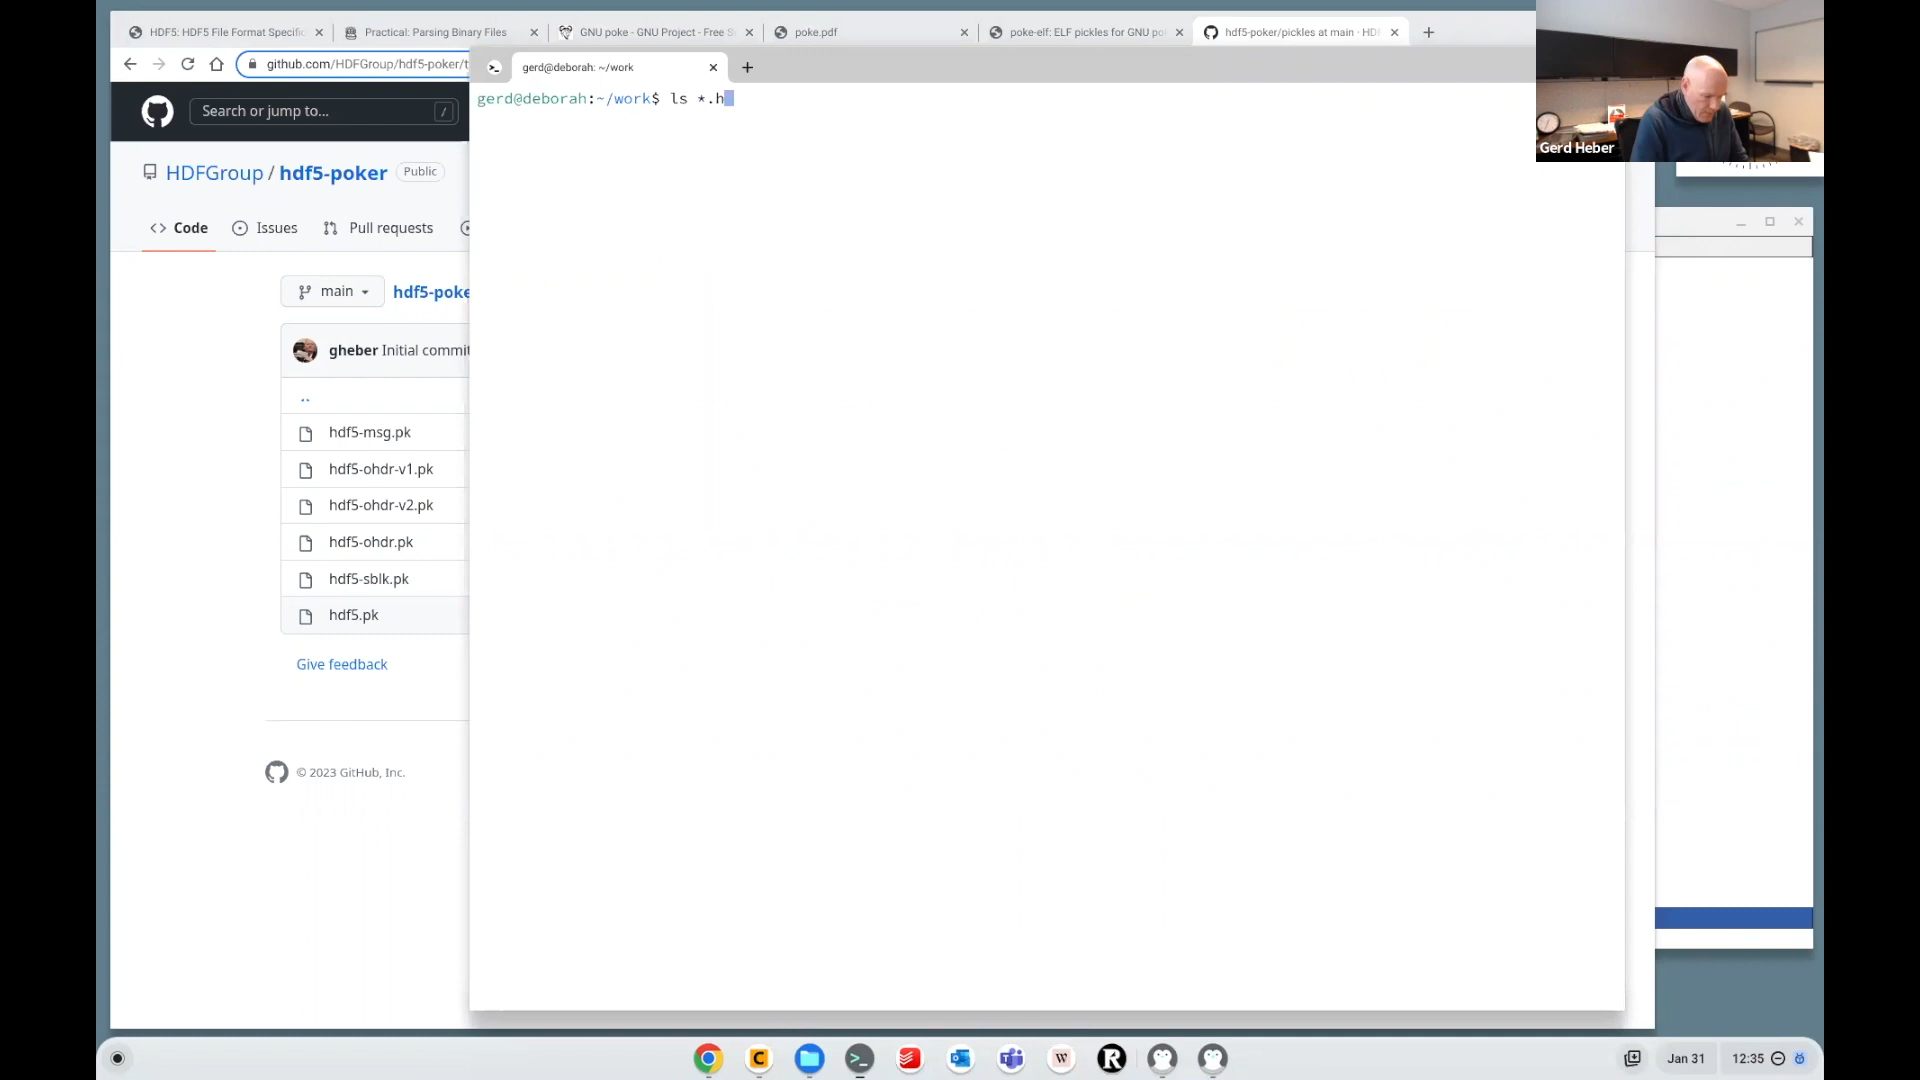 HDF5: HDF5 File Format Specific
Practical: Parsing Binary Files
GNU poke - GNU Project - Free S
poke.pdf
poke-elf: ELF pickles for GNU po
hdf5-poker/pickles at main · HDF
github.com/HDFGroup/hdf5-poker/t
gerd@deborah: ~/work
gerd@deborah:~/work$ ls *.h
Search or jump to...
/
Gerd Heber
HDFGroup / hdf5-poker
Public
<> Code
Issues
Pull requests
main
hdf5-poke
gheber Initial commit
..
hdf5-msg.pk
hdf5-ohdr-v1.pk
hdf5-ohdr-v2.pk
hdf5-ohdr.pk
hdf5-sblk.pk
hdf5.pk
Give feedback
© 2023 GitHub, Inc.
Jan 31
12:35